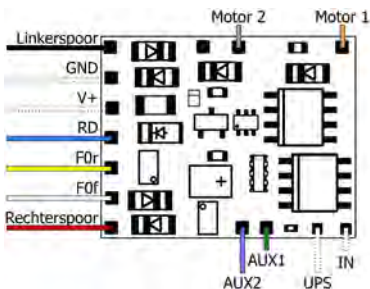 Motor 2
Motor 1
Linkerspoor
GND
V+
RD
F0r
F0f
Rechterspoor
+
AUX1
IN
AUX2
UPS